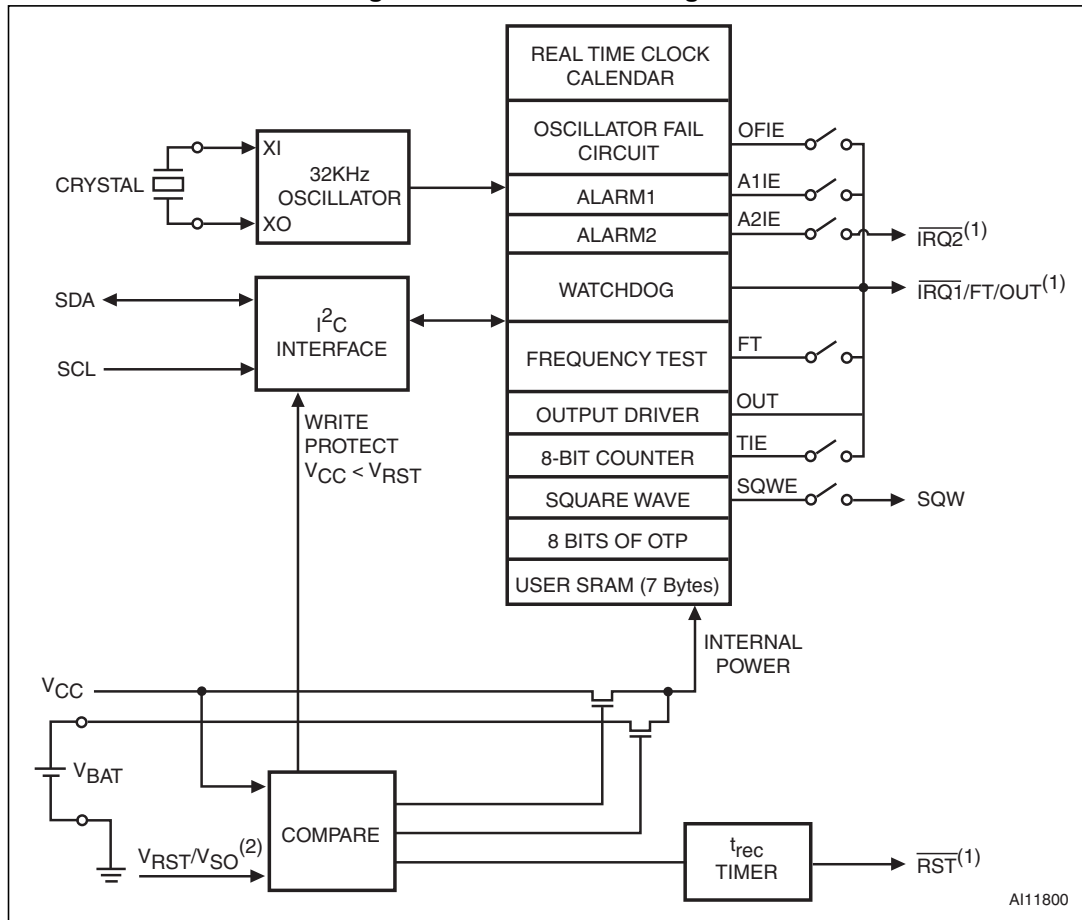 REAL TIME CLOCK
CALENDAR
OSCILLATOR FAIL
CIRCUIT
OFIE
XI
32KHz
OSCILLATOR
XO
CRYSTAL
ALARM1
A1IE
ALARM2
A2IE
IRQ2(1)
WATCHDOG
IRQ1/FT/OUT(1)
SDA
I2C
INTERFACE
SCL
FREQUENCY TEST
FT
OUTPUT DRIVER
OUT
WRITE
PROTECT
VCC < VRST
8-BIT COUNTER
TIE
SQUARE WAVE
SQWE
SQW
8 BITS OF OTP
USER SRAM (7 Bytes)
INTERNAL
POWER
VCC
VBAT
COMPARE
VRST/VSO(2)
trec
TIMER
RST(1)
AI11800